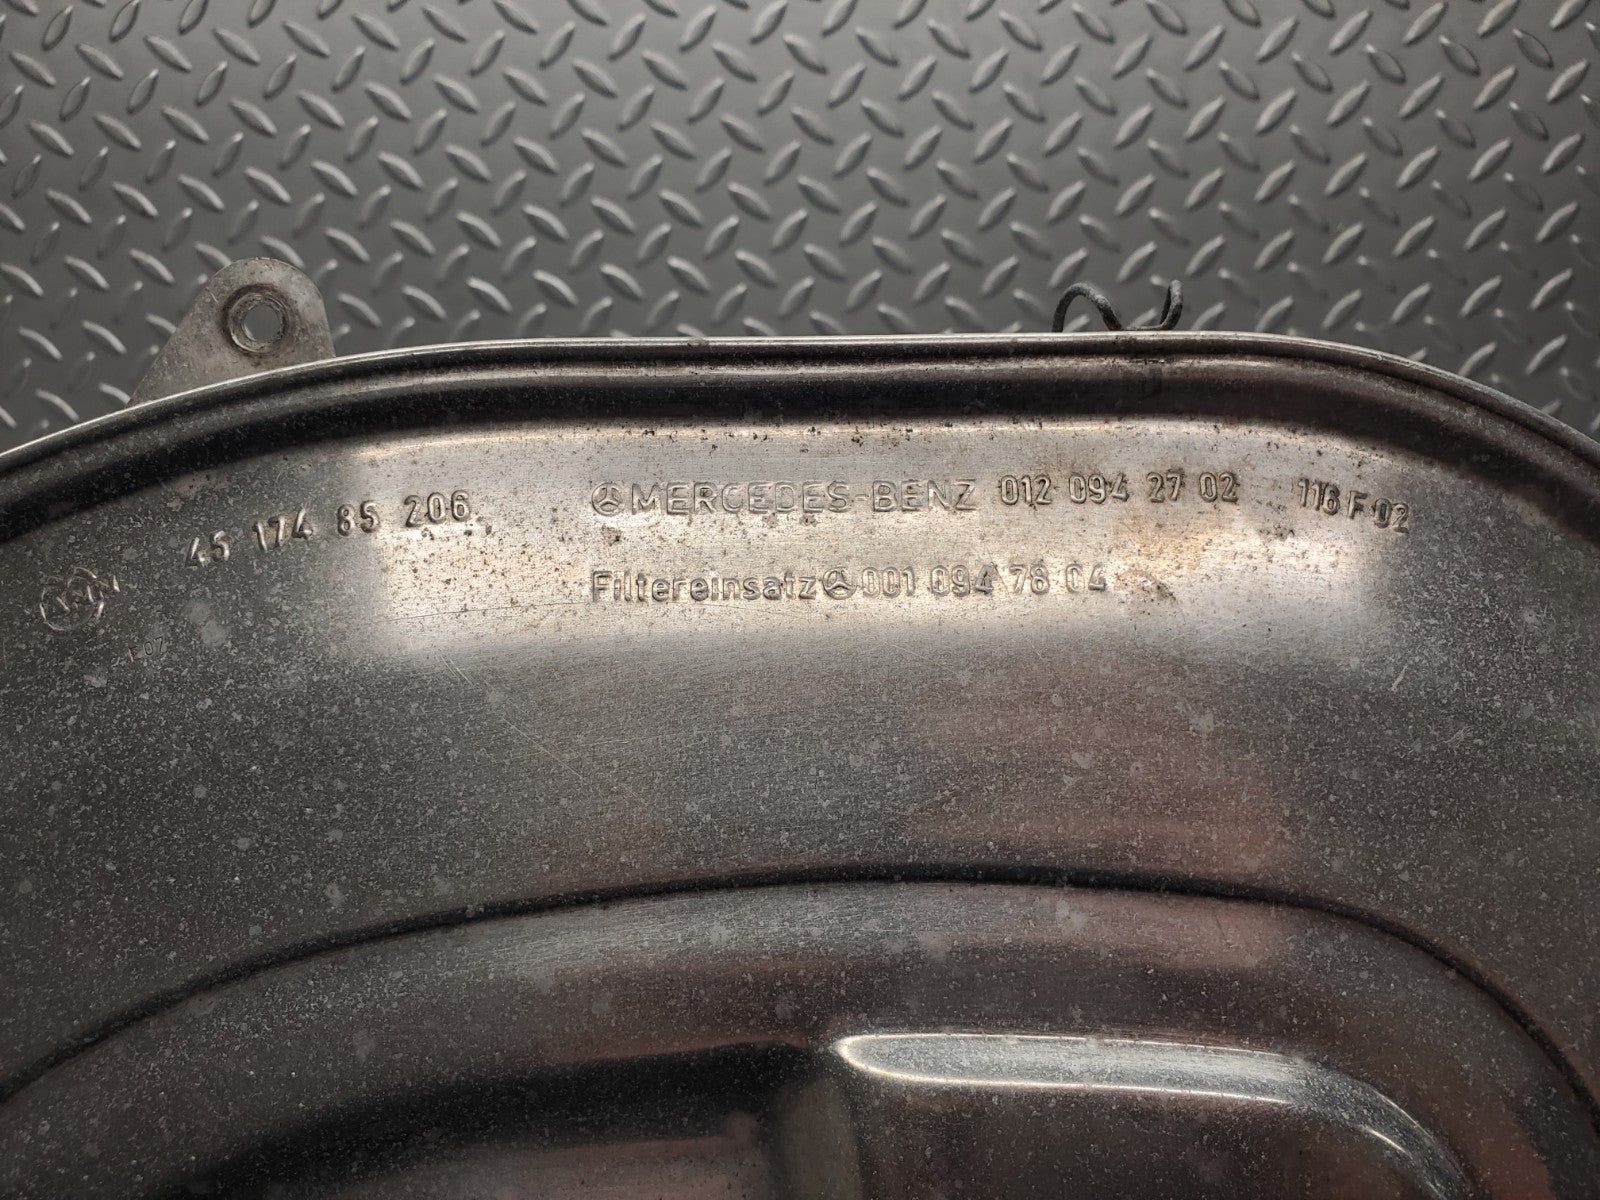 45 174 85 206 MERCEDES-BENZ 012 094 27 02 116 F 02
Filtereinsatz 001 094 78 04